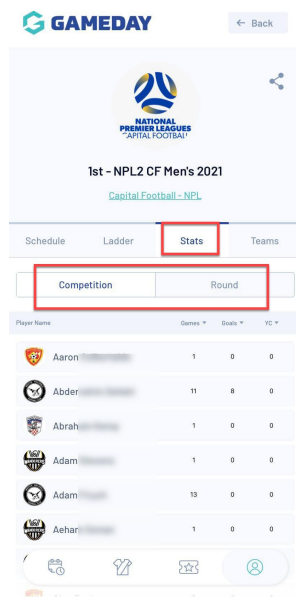 GAMEDAY
← Back
NATIONAL
PREMIER LEAGUES
CAPITAL FOOTBALL
1st - NPL2 CF Men's 2021
Capital Football - NPL
Schedule Ladder Stats Teams
Competition Round
Player Name Games ▼ Goals ▼ YC ▼
Aaron 1 0 0
Abder 11 8 0
Abrah 1 0 0
Adam 1 0 0
Adam 13 0 0
Aehar 1 0 0